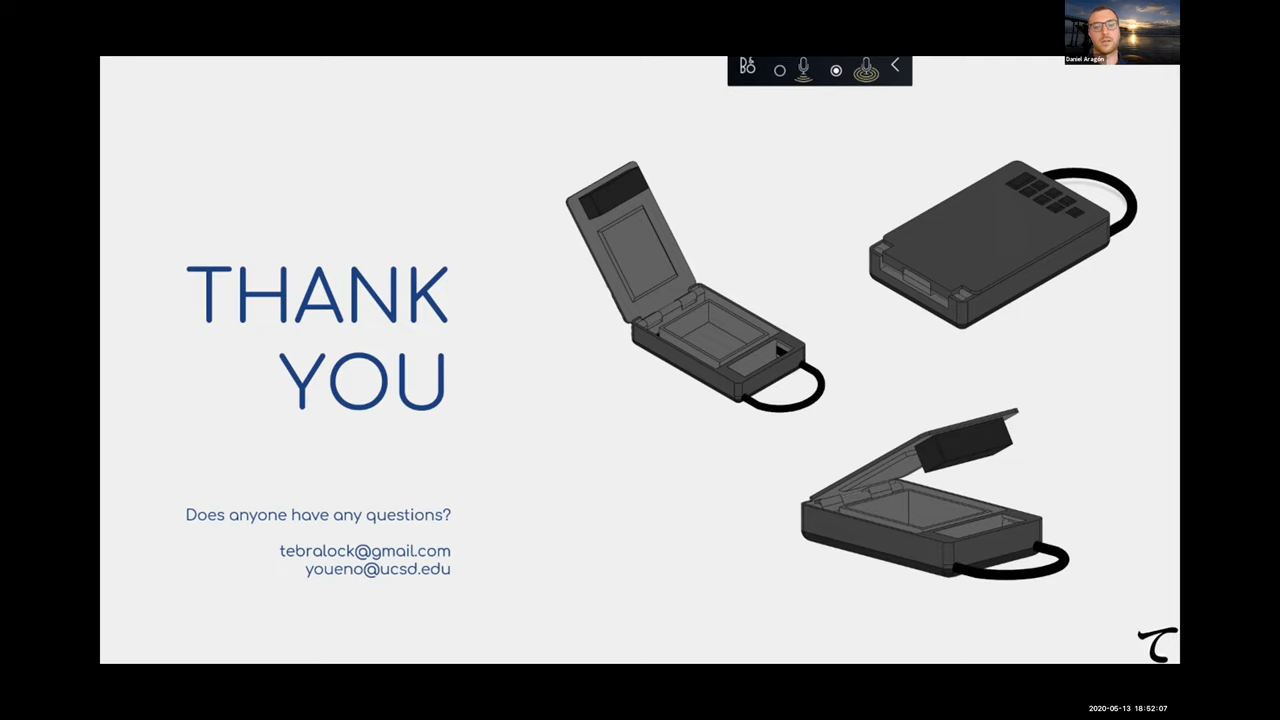 Daniel Aragón
THANK
YOU
Does anyone have any questions?
tebralock@gmail.com
youeno@ucsd.edu
2020-05-13 18:52:07